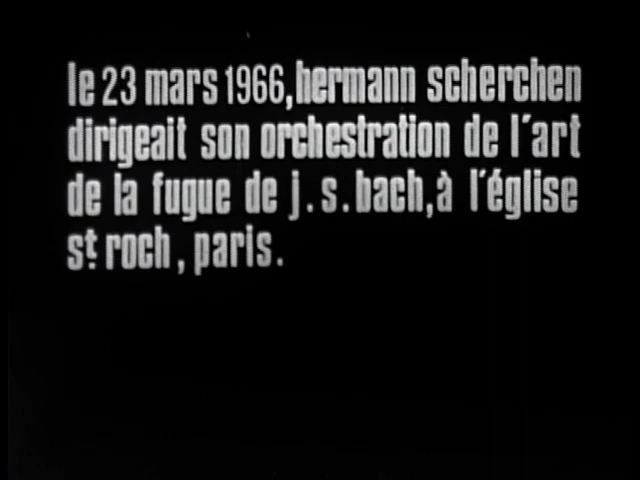 le 23 mars 1966, hermann scherchen
dirigeait son orchestration de l'art
de la fugue de j. s. bach, à l'église
st. roch, paris.